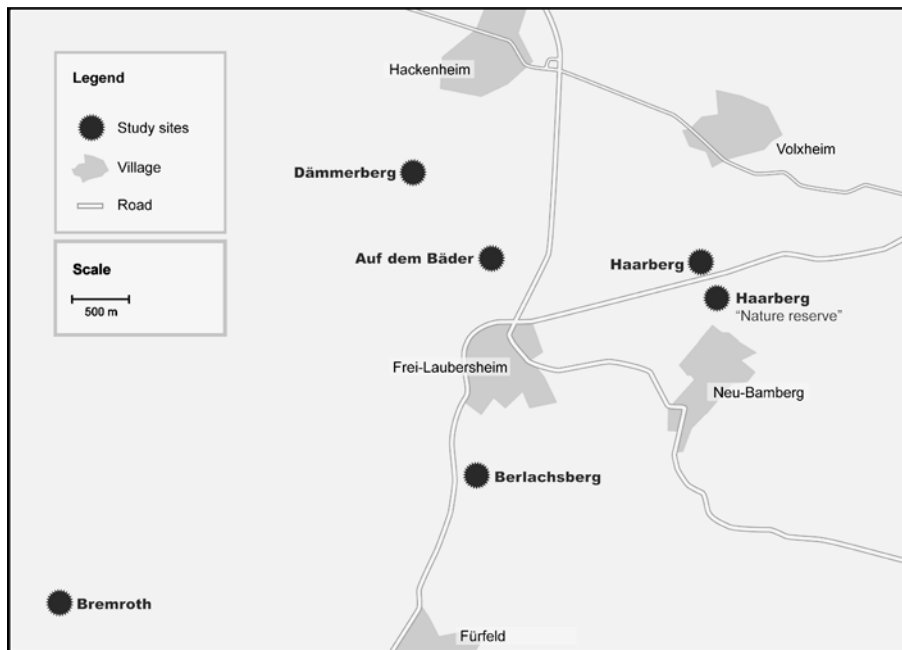 Hackenheim
Legend
Study sites
Village
Road
Volxheim
Dämmerberg
Scale
500 m
Auf dem Bäder
Haarberg
Haarberg
"Nature reserve"
Frei-Laubersheim
Neu-Bamberg
Berlachsberg
Bremroth
Fürfeld